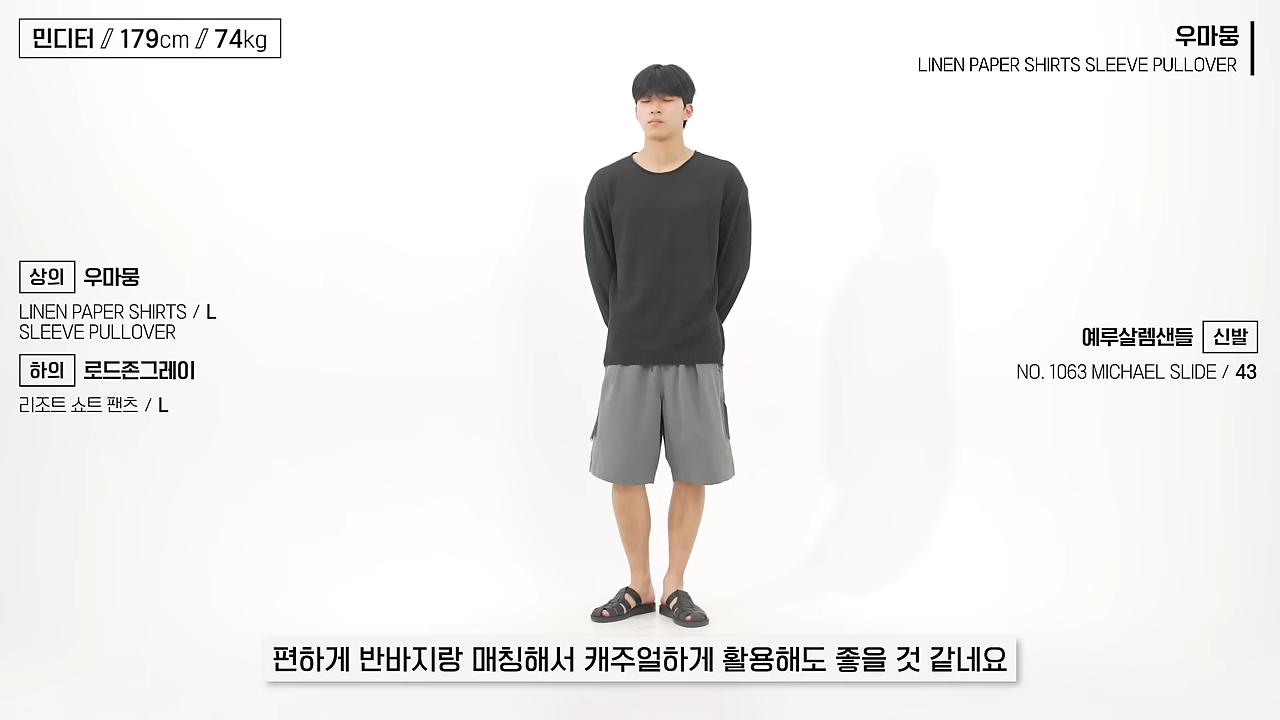 민디터 // 179cm // 74kg
우마뭉
LINEN PAPER SHIRTS SLEEVE PULLOVER
상의 우마뭉
LINEN PAPER SHIRTS / L
SLEEVE PULLOVER
하의 로드존그레이
리조트 쇼트 팬츠 / L
예루살렘샌들 신발
NO. 1063 MICHAEL SLIDE / 43
편하게 반바지랑 매칭해서 캐주얼하게 활용해도 좋을 것 같네요